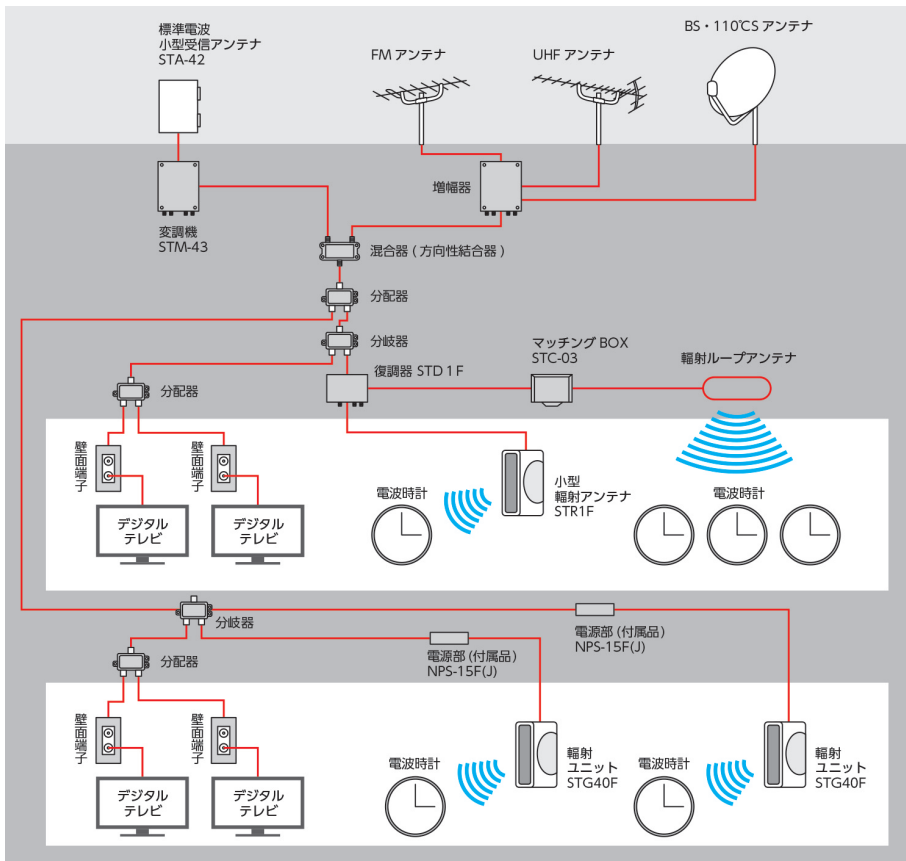 標準電波
小型受信アンテナ
STA-42
FM アンテナ
UHF アンテナ
BS・110℃S アンテナ
増幅器
変調機
STM-43
混合器 ( 方向性結合器 )
分配器
分岐器
マッチング BOX
STC-03
輻射ループアンテナ
復調器 STD 1 F
分配器
壁面端子
壁面端子
デジタル
テレビ
デジタル
テレビ
電波時計
小型
輻射アンテナ
STR1F
電波時計
分岐器
電源部 (付属品)
NPS-15F(J)
電源部 (付属品)
NPS-15F(J)
分配器
壁面端子
壁面端子
デジタル
テレビ
デジタル
テレビ
電波時計
輻射
ユニット
STG40F
電波時計
輻射
ユニット
STG40F